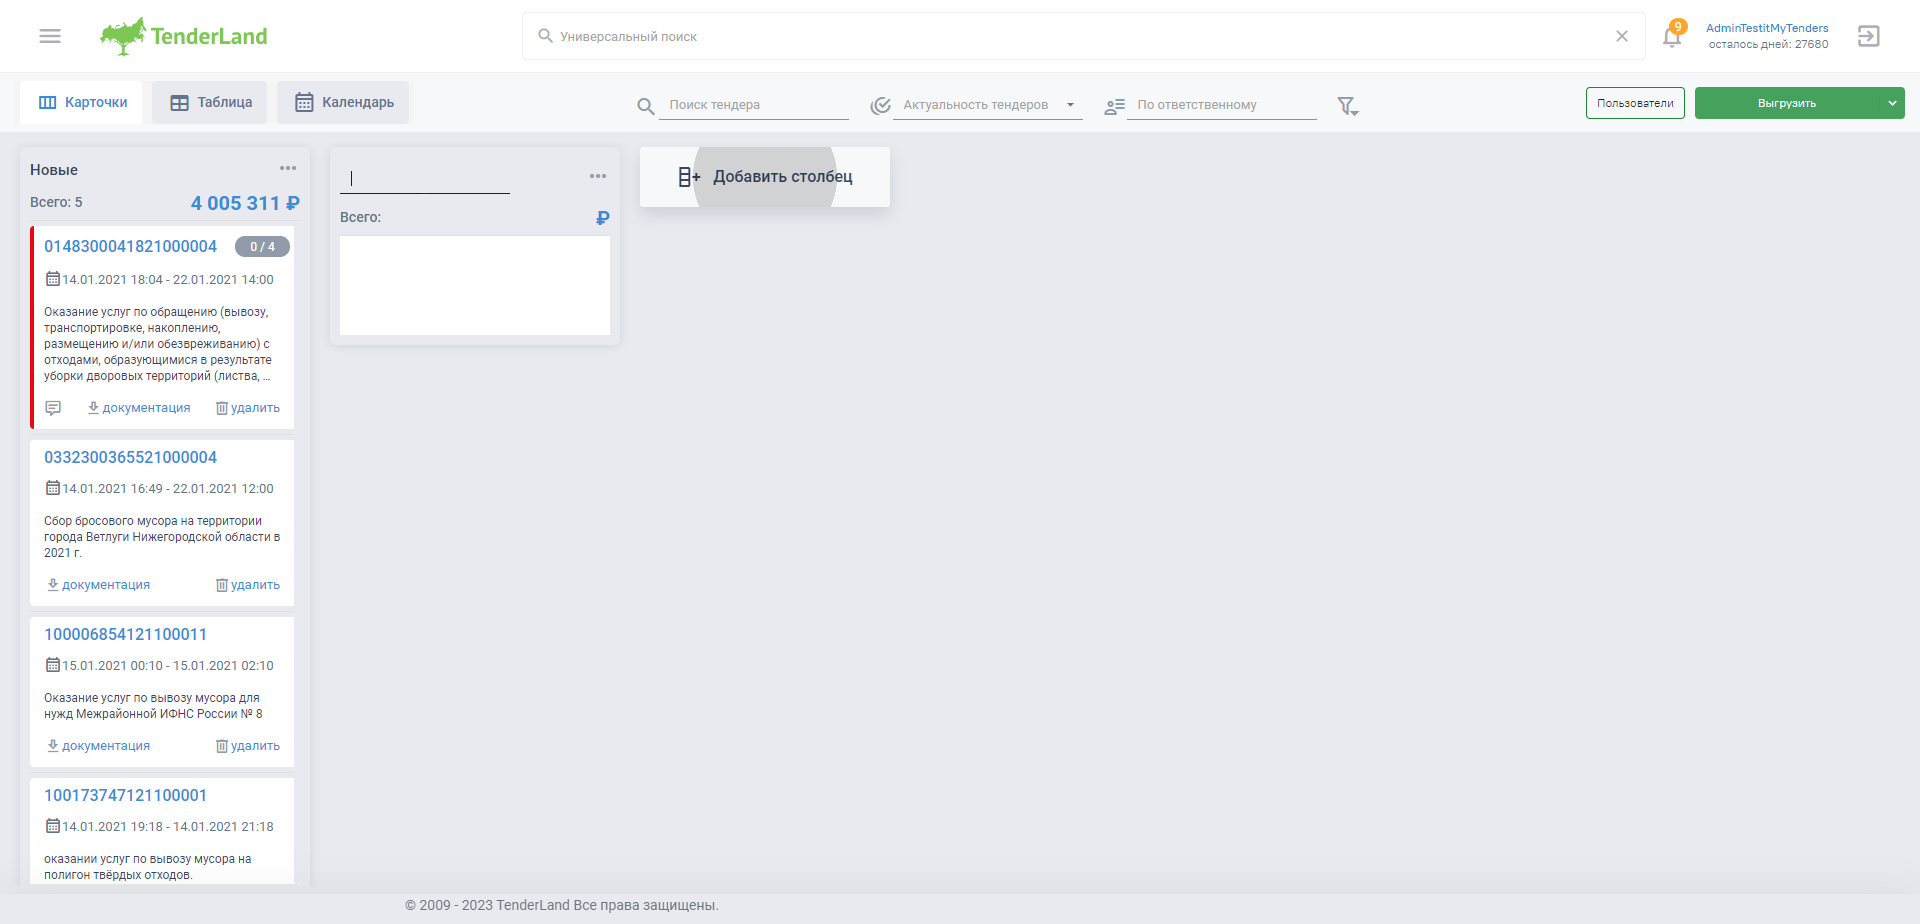 TenderLand
Универсальный поиск
9
AdminTestitMyTenders
осталось дней: 27680
Карточки
Таблица
Календарь
Поиск тендера
Актуальность тендеров
По ответственному
Пользователи
Выгрузить
Новые
Всего: 5
4 005 311 ₽
0148300041821000004
0 / 4
14.01.2021 18:04 - 22.01.2021 14:00
Оказание услуг по обращению (вывозу,
транспортировке, накоплению,
размещению и/или обезвреживанию) с
отходами, образующимися в результате
уборки дворовых территорий (листва, ...
документация
удалить
0332300365521000004
14.01.2021 16:49 - 22.01.2021 12:00
Сбор бросового мусора на территории
города Ветлуги Нижегородской области в
2021 г.
документация
удалить
100006854121100011
15.01.2021 00:10 - 15.01.2021 02:10
Оказание услуг по вывозу мусора для
нужд Межрайонной ИФНС России № 8
документация
удалить
100173747121100001
14.01.2021 19:18 - 14.01.2021 21:18
оказании услуг по вывозу мусора на
полигон твёрдых отходов.
Всего:
₽
Добавить столбец
© 2009 - 2023 TenderLand Все права защищены.